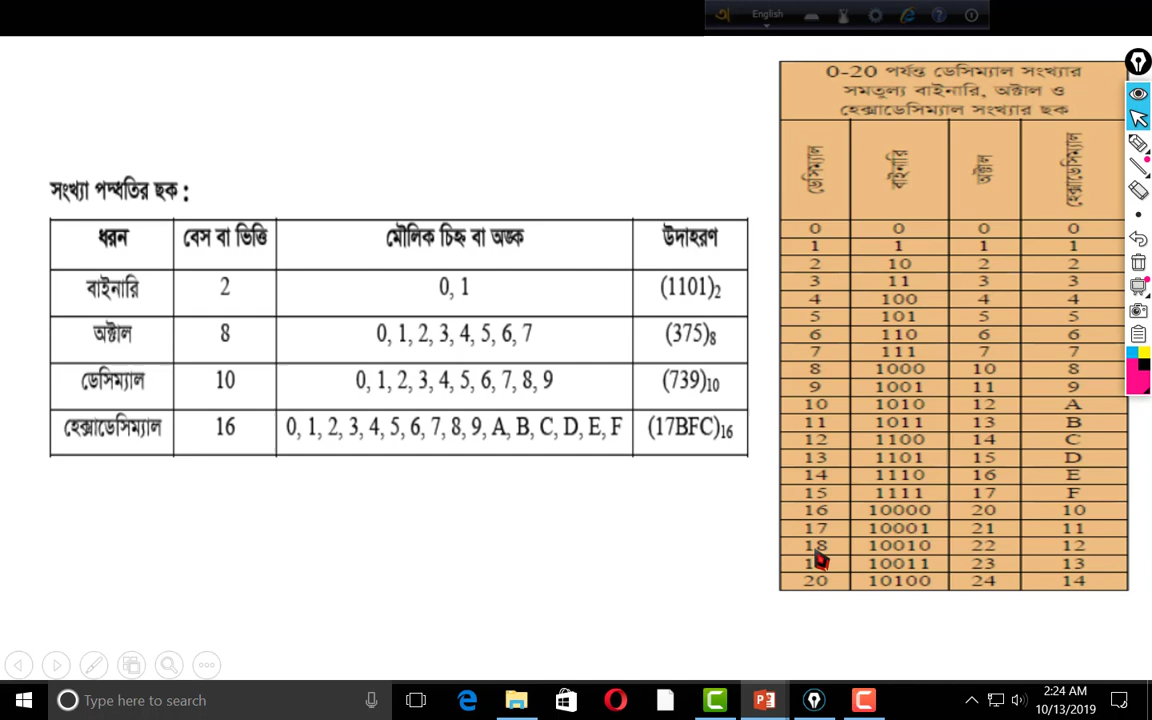 English
সংখ্যা পদ্ধতির ছক :
ধরন বেস বা ভিত্তি মৌলিক চিহ্ন বা অঙ্ক উদাহরণ
বাইনারি 2 0, 1 (1101)2
অক্টাল 8 0, 1, 2, 3, 4, 5, 6, 7 (375)8
ডেসিম্যাল 10 0, 1, 2, 3, 4, 5, 6, 7, 8, 9 (739)10
হেক্সাডেসিম্যাল 16 0, 1, 2, 3, 4, 5, 6, 7, 8, 9, A, B, C, D, E, F (17BFC)16
0-20 পর্যন্ত ডেসিম্যাল সংখ্যার
সমতুল্য বাইনারি, অক্টাল ও
হেক্সাডেসিম্যাল সংখ্যার ছক
ডেসিম্যাল বাইনারি অক্টাল হেক্সাডেসিম্যাল
0 0 0 0
1 1 1 1
2 10 2 2
3 11 3 3
4 100 4 4
5 101 5 5
6 110 6 6
7 111 7 7
8 1000 10 8
9 1001 11 9
10 1010 12 A
11 1011 13 B
12 1100 14 C
13 1101 15 D
14 1110 16 E
15 1111 17 F
16 10000 20 10
17 10001 21 11
18 10010 22 12
10011 23 13
20 10100 24 14
Type here to search
2:24 AM
10/13/2019